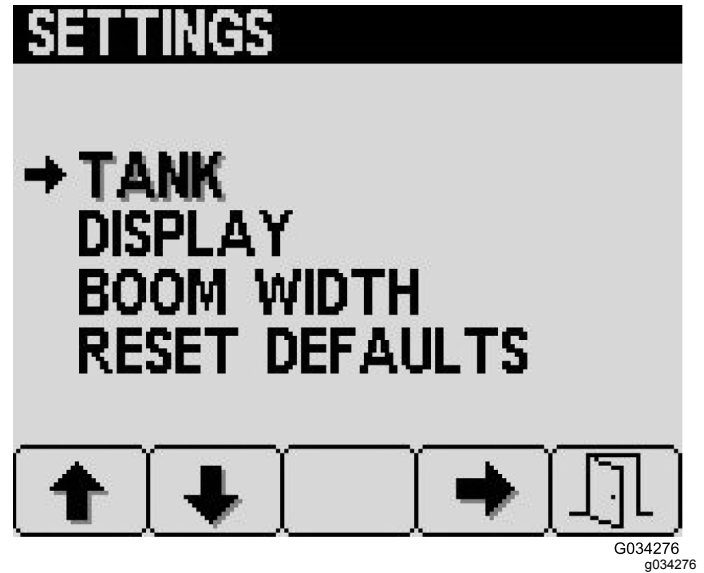 SETTINGS
TANK
DISPLAY
BOOM WIDTH
RESET DEFAULTS
G034276
g034276